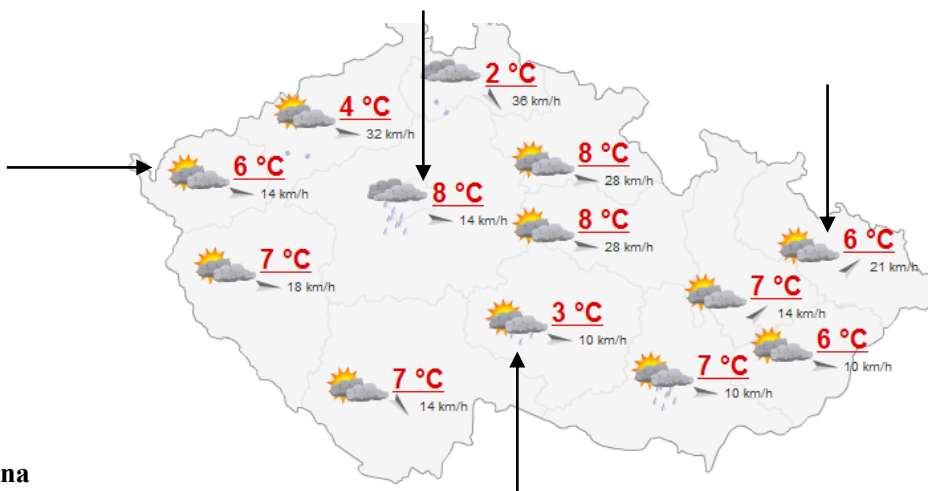 2 °C
36 km/h
4 °C
32 km/h
6 °C
14 km/h
8 °C
14 km/h
8 °C
28 km/h
8 °C
28 km/h
6 °C
21 km/h
7 °C
18 km/h
7 °C
14 km/h
3 °C
10 km/h
6 °C
10 km/h
7 °C
10 km/h
7 °C
14 km/h
na